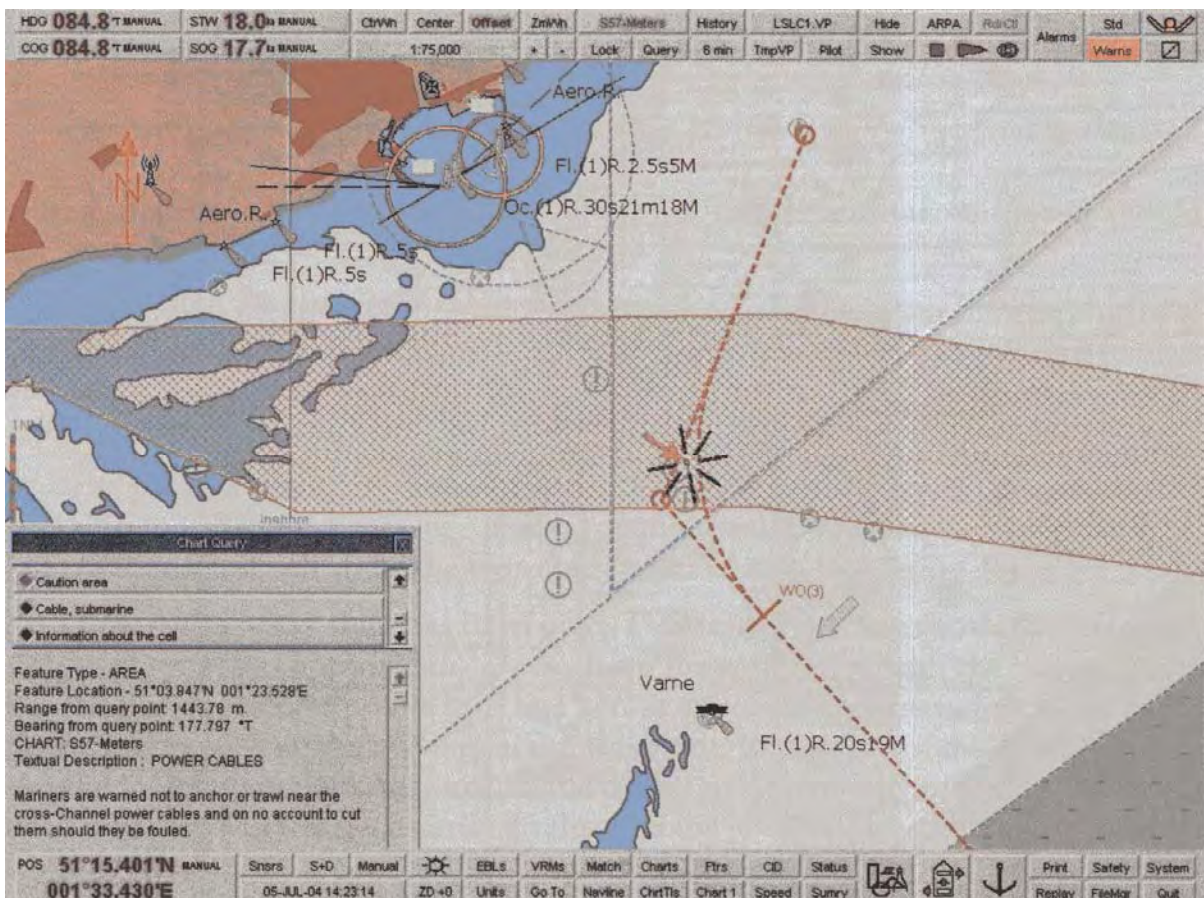 HDG 084.8 °T MANUAL STW 18.0 kn MANUAL CtrWn Center Offset ZmWn S57-Meters History LSLC1.VP Hide ARPA Alarms Std
COG 084.8 °T MANUAL SOG 17.7 kn MANUAL 1:75,000 + - Lock Query 6 min TmpVP Pilot Show Warns
Aero.R.
Fl.(1)R.2.5s5M
N
Oc.(1)R.30s21m18M
Aero.R.
Fl.(1)R.5s
Fl.(1)R.5s
Inshore
Chart Query
Caution area
Cable, submarine
Information about the cell
Feature Type - AREA
Feature Location - 51°03.847'N 001°23.528'E
Range from query point 1443.78 m.
Bearing from query point: 177.797 °T
CHART: S57-Meters
Textual Description : POWER CABLES
Mariners are warned not to anchor or trawl near the
cross-Channel power cables and on no account to cut
them should they be fouled.
WO(3)
Varne
Fl.(1)R.20s19M
POS 51°15.401'N MANUAL Snsrs S+D Manual EBLs VRMs Match Charts Ftrs CID Status Print Safety System
001°33.430'E 05-JUL-04 14:23:14 ZD +0 Units Go To Navline ChrtTls Chart 1 Speed Sumry Replay FileMgr Quit